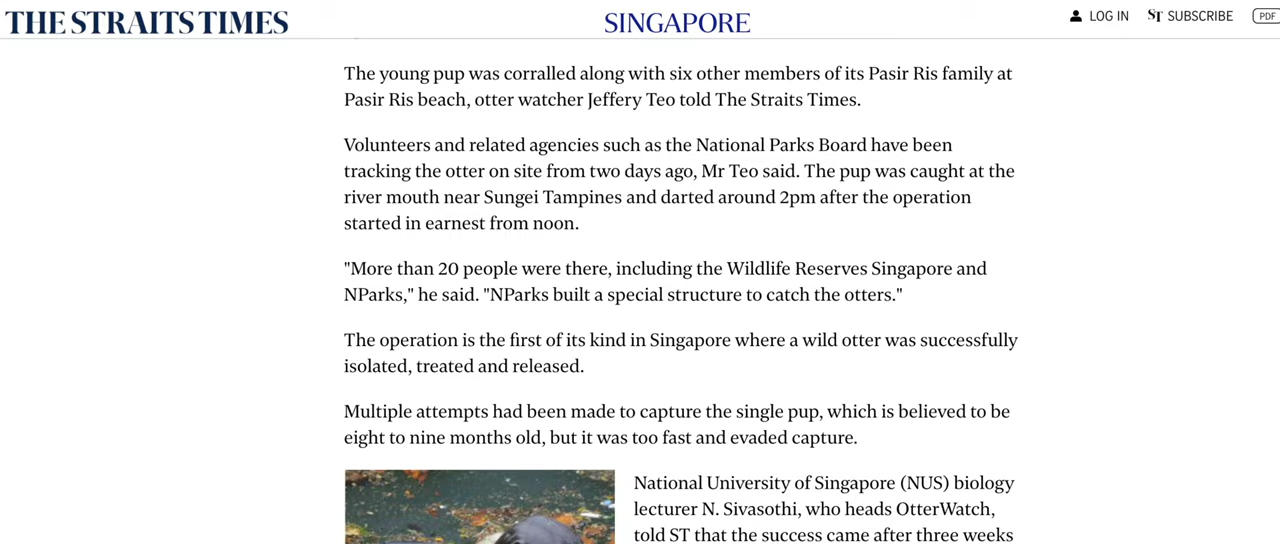 THE STRAITS TIMES
SINGAPORE
LOG IN
ST SUBSCRIBE
PDF
The young pup was corralled along with six other members of its Pasir Ris family at
Pasir Ris beach, otter watcher Jeffery Teo told The Straits Times.
Volunteers and related agencies such as the National Parks Board have been
tracking the otter on site from two days ago, Mr Teo said. The pup was caught at the
river mouth near Sungei Tampines and darted around 2pm after the operation
started in earnest from noon.
"More than 20 people were there, including the Wildlife Reserves Singapore and
NParks," he said. "NParks built a special structure to catch the otters."
The operation is the first of its kind in Singapore where a wild otter was successfully
isolated, treated and released.
Multiple attempts had been made to capture the single pup, which is believed to be
eight to nine months old, but it was too fast and evaded capture.
National University of Singapore (NUS) biology
lecturer N. Sivasothi, who heads OtterWatch,
told ST that the success came after three weeks